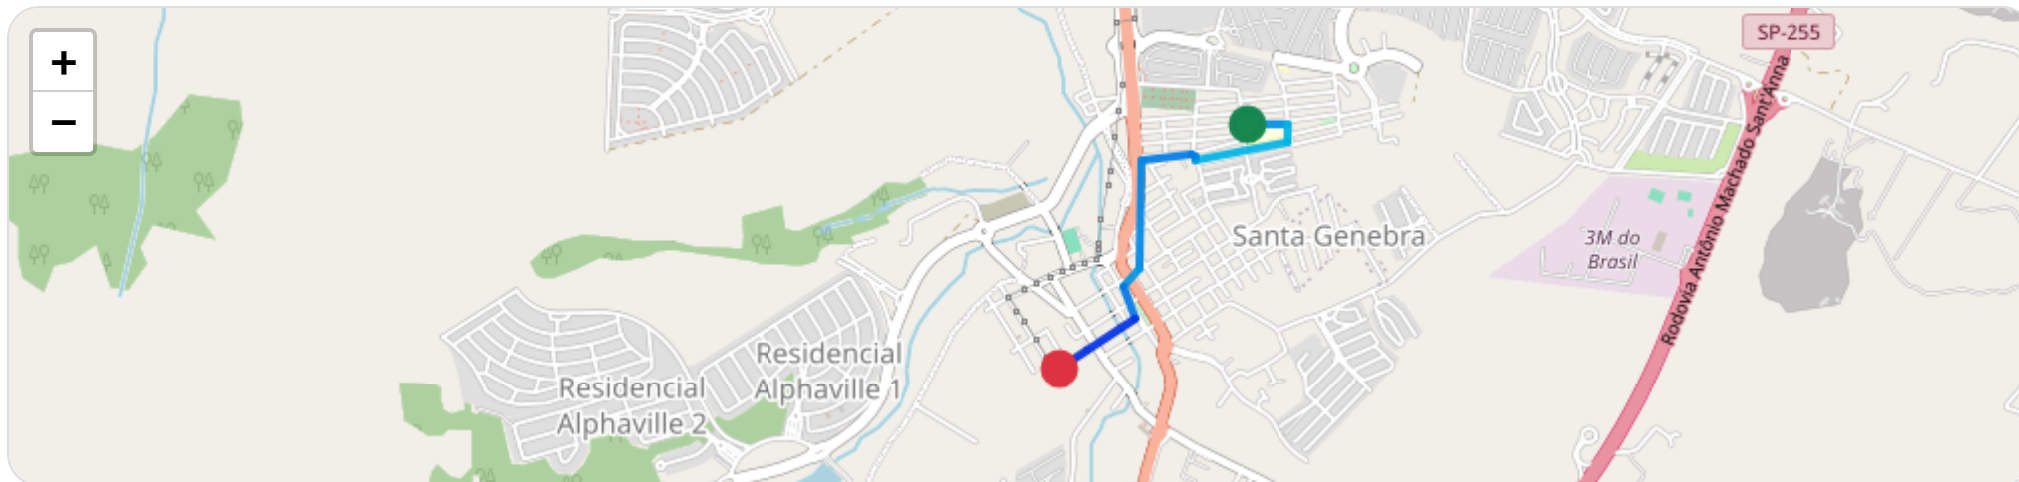 +
−
SP-255
Rodovia Antônio Machado Sant'Anna
Santa Genebra
3M do
Brasil
Residencial
Alphaville 1
Residencial
Alphaville 2